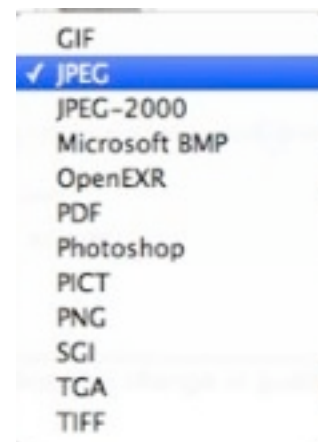 GIF
✓ JPEG
JPEG-2000
Microsoft BMP
OpenEXR
PDF
Photoshop
PICT
PNG
SGI
TGA
TIFF